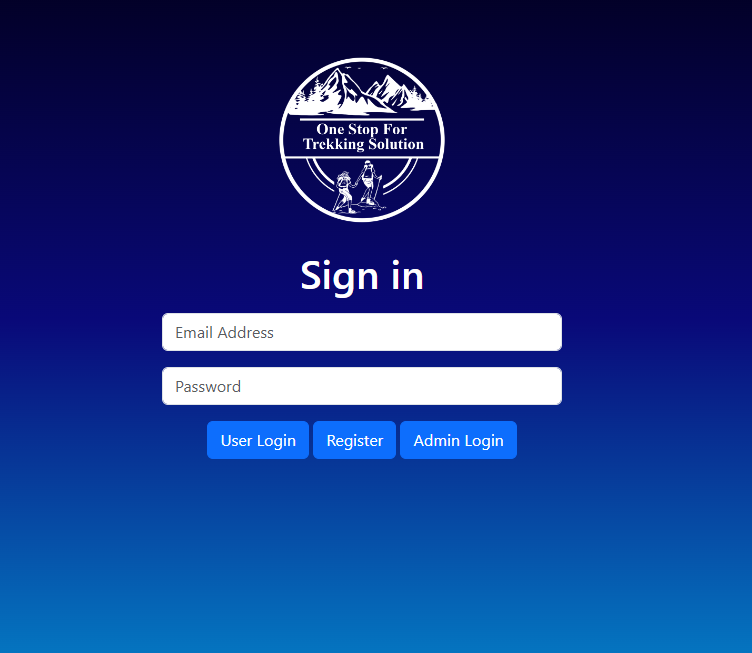 One Stop For
Trekking Solution
Sign in
Email Address
Password
User Login Register Admin Login